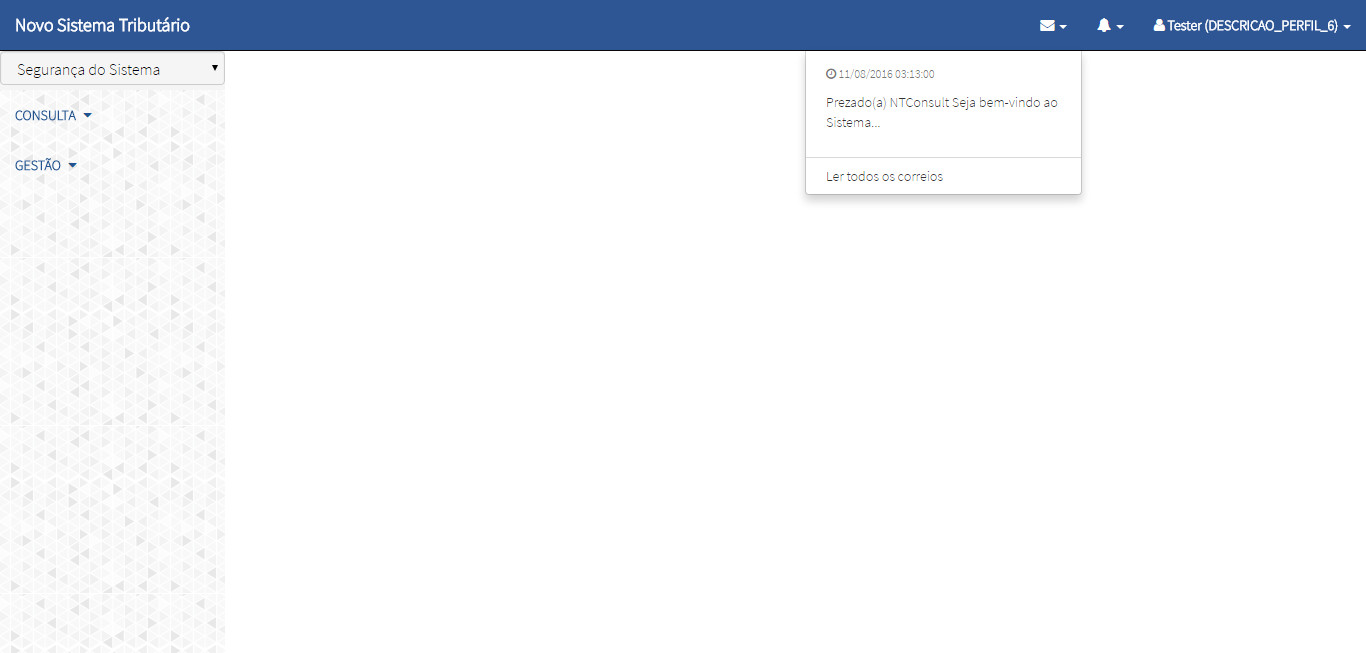 Novo Sistema Tributário
Tester (DESCRICAO_PERFIL_6)
Segurança do Sistema
CONSULTA
GESTÃO
11/08/2016 03:13:00
Prezado(a) NTConsult Seja bem-vindo ao
Sistema...
Ler todos os correios